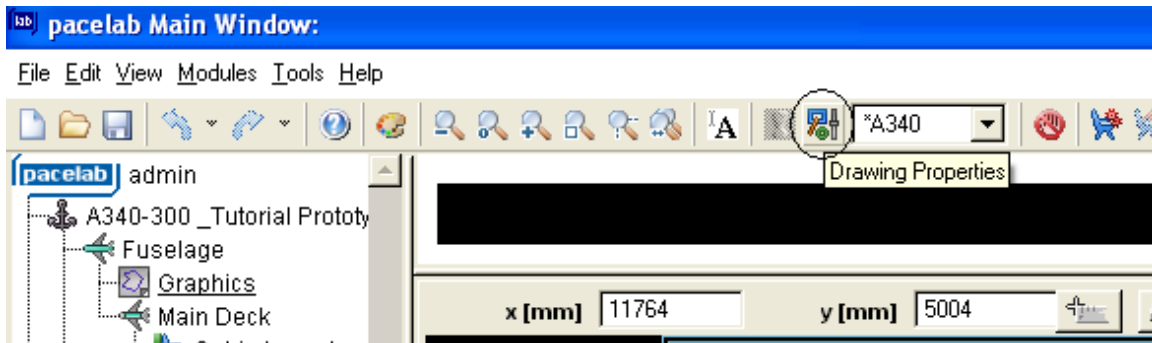 lab pacelab Main Window:
File Edit View Modules Tools Help
A *A340
Drawing Properties
pacelab admin
A340-300 _Tutorial Prototy
Fuselage
Graphics
Main Deck
x [mm] 11764 y [mm] 5004